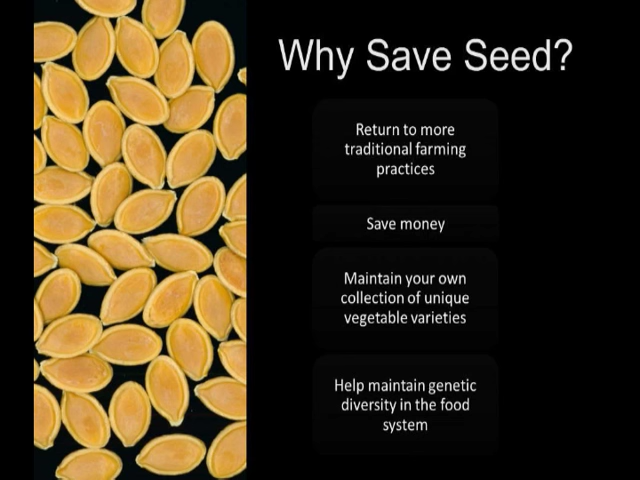 Why Save Seed?
Return to more
traditional farming
practices
Save money
Maintain your own
collection of unique
vegetable varieties
Help maintain genetic
diversity in the food
system